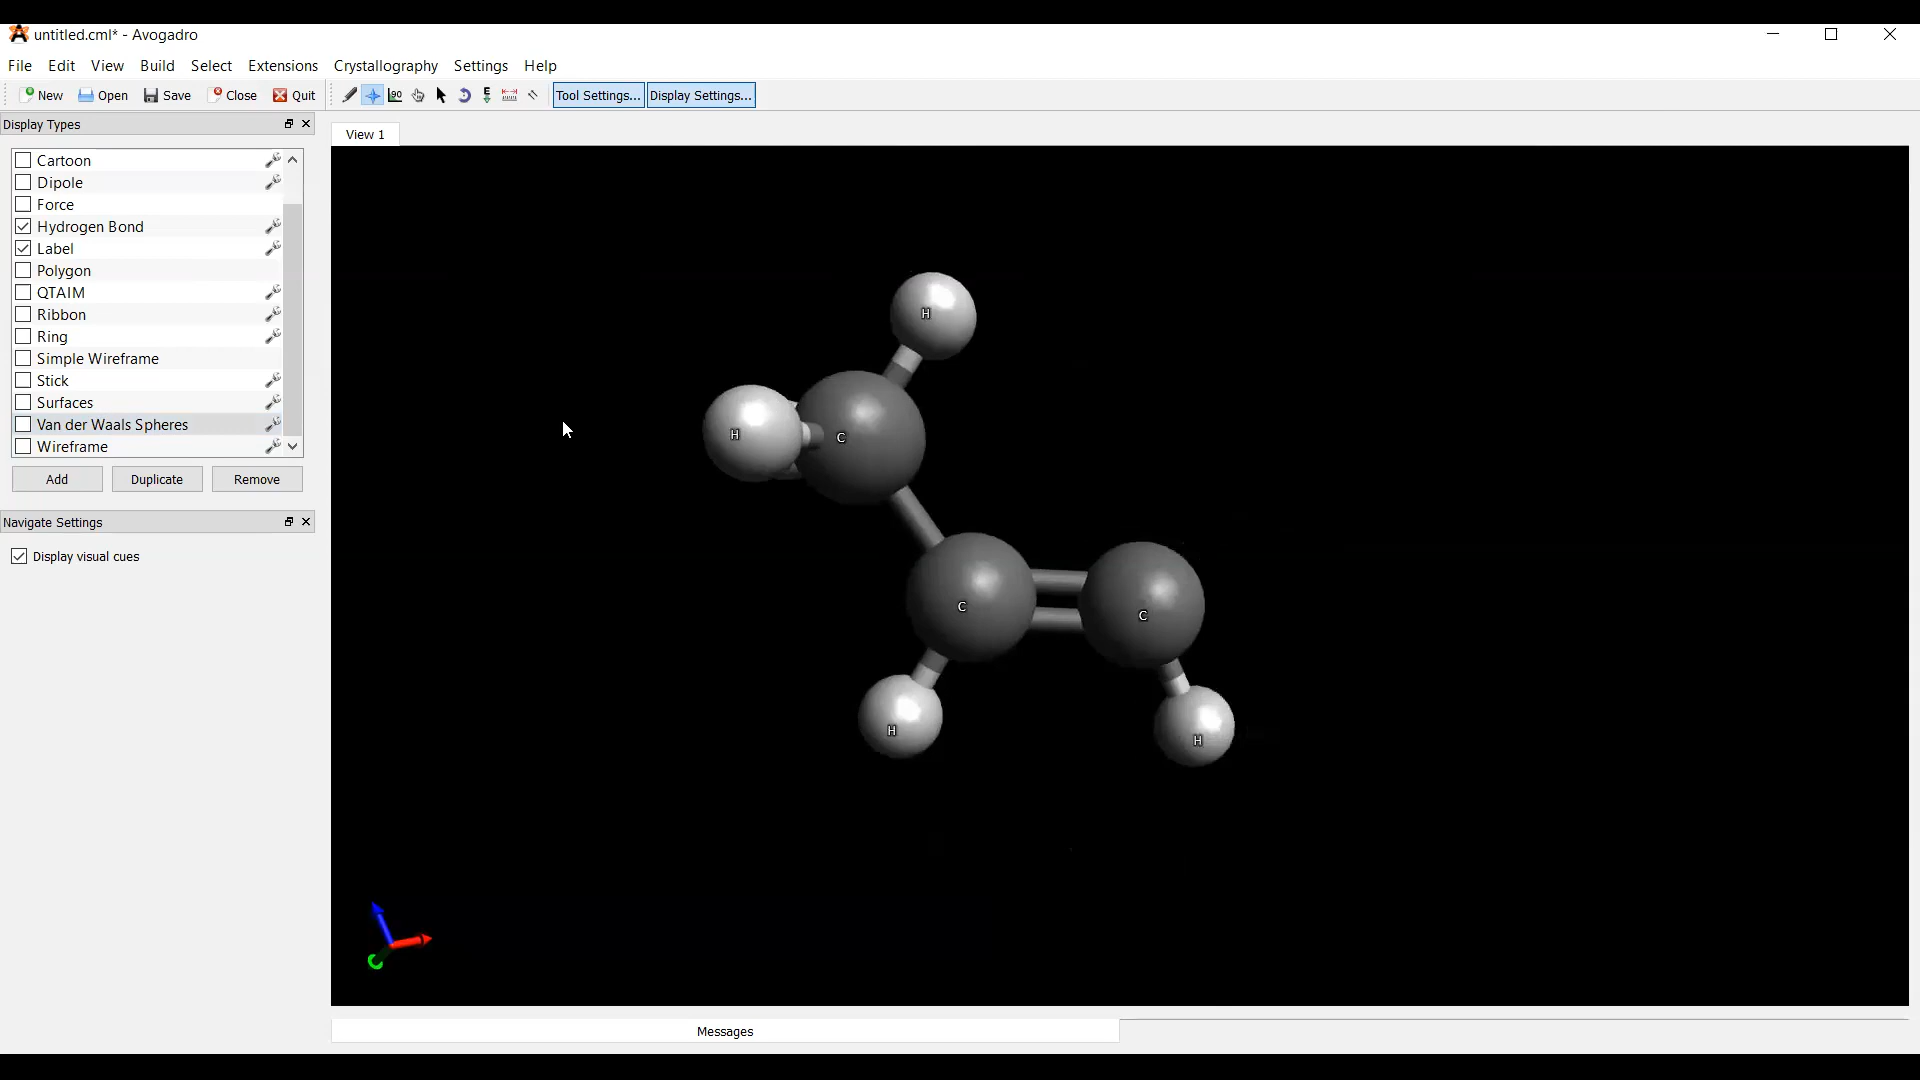 untitled.cml* - Avogadro
File Edit View Build Select Extensions Crystallography Settings Help
New Open Save Close Quit Tool Settings... Display Settings...
Display Types
View 1
Cartoon
Dipole
Force
Hydrogen Bond
Label
Polygon
QTAIM
Ribbon
Ring
Simple Wireframe
Stick
Surfaces
Van der Waals Spheres
Wireframe
Add Duplicate Remove
Navigate Settings
Display visual cues
H
H C
C C
H H
Messages